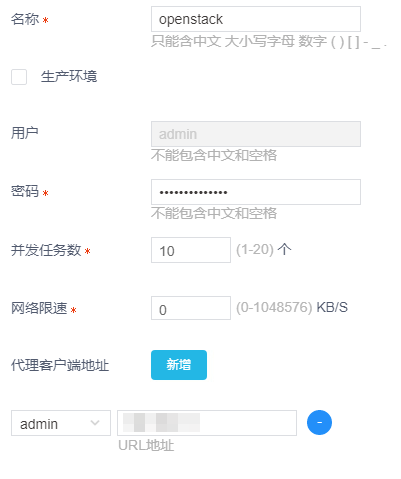 名称 * openstack
只能含中文 大小写字母 数字 ( ) [ ] - _ .
生产环境
用户 admin
不能包含中文和空格
密码 * ••••••••••••••
不能包含中文和空格
并发任务数 * 10 (1-20) 个
网络限速 * 0 (0-1048576) KB/S
代理客户端地址 新增
admin -
URL地址